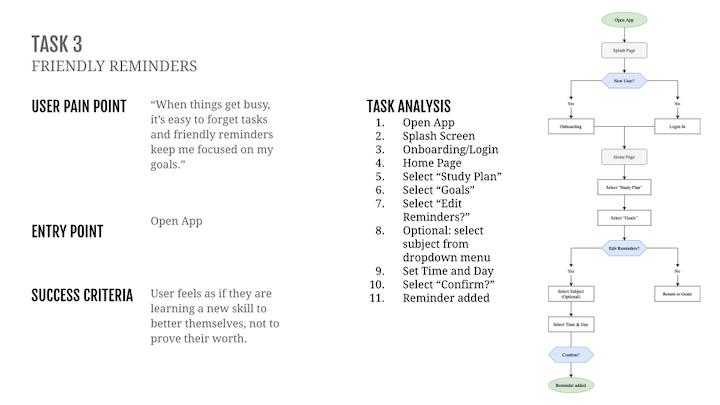 TASK 3
FRIENDLY REMINDERS
USER PAIN POINT
“When things get busy,
it’s easy to forget tasks
and friendly reminders
keep me focused on my
goals.”
ENTRY POINT
Open App
SUCCESS CRITERIA
User feels as if they are
learning a new skill to
better themselves, not to
prove their worth.
TASK ANALYSIS
1. Open App
2. Splash Screen
3. Onboarding/Login
4. Home Page
5. Select “Study Plan”
6. Select “Goals”
7. Select “Edit
Reminders?”
8. Optional: select
subject from
dropdown menu
9. Set Time and Day
10. Select “Confirm?”
11. Reminder added
Open App
Splash Page
New User?
Yes
No
Onboarding
Login In
Home Page
Select "Study Plan"
Select "Goals"
Edit Reminders?
Yes
No
Select Subject
(Optional)
Return to Goals
Select Time & Day
Confirm?
Reminder added